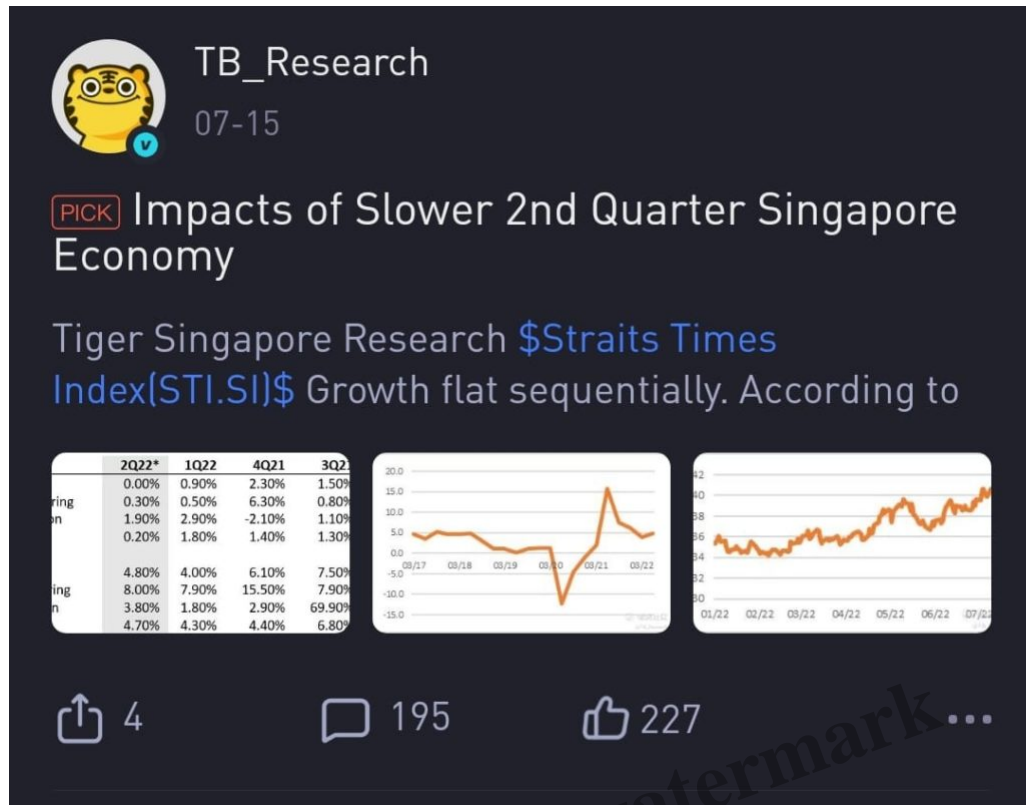 TB_Research
07-15
PICK Impacts of Slower 2nd Quarter Singapore
Economy
Tiger Singapore Research $Straits Times
Index(STI.SI)$ Growth flat sequentially. According to
2Q22* 1Q22 4Q21 3Q2
0.00% 0.90% 2.30% 1.50%
ring 0.30% 0.50% 6.30% 0.80%
on 1.90% 2.90% -2.10% 1.10%
0.20% 1.80% 1.40% 1.30%
4.80% 4.00% 6.10% 7.50%
ing 8.00% 7.90% 15.50% 7.90%
n 3.80% 1.80% 2.90% 69.90%
4.70% 4.30% 4.40% 6.80%
20.0
15.0
10.0
5.0
0.0
03/17 03/18 03/19 03/20 03/21 03/22
-5.0
-10.0
-15.0
42
40
38
36
34
32
30
01/22 02/22 03/22 04/22 05/22 06/22 07/22
4 195 227